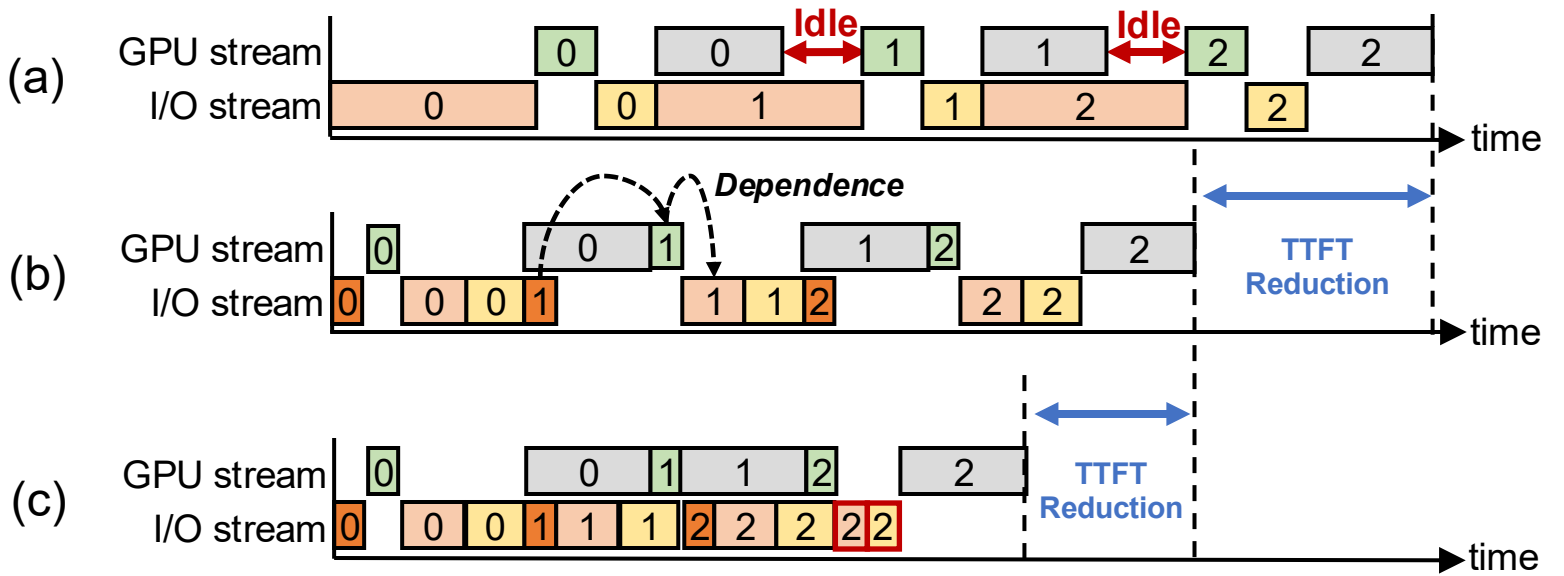 (a)
GPU stream
0 0 Idle 1 1 Idle 2 2
I/O stream
0 0 1 1 2 2
time
(b)
Dependence
GPU stream
0 0 1 1 2 2
I/O stream
0 0 0 1 1 1 2 2 2
time
TTFT
Reduction
(c)
GPU stream
0 0 1 1 2 2
I/O stream
0 0 0 1 1 1 2 2 2 2 2
time
TTFT
Reduction